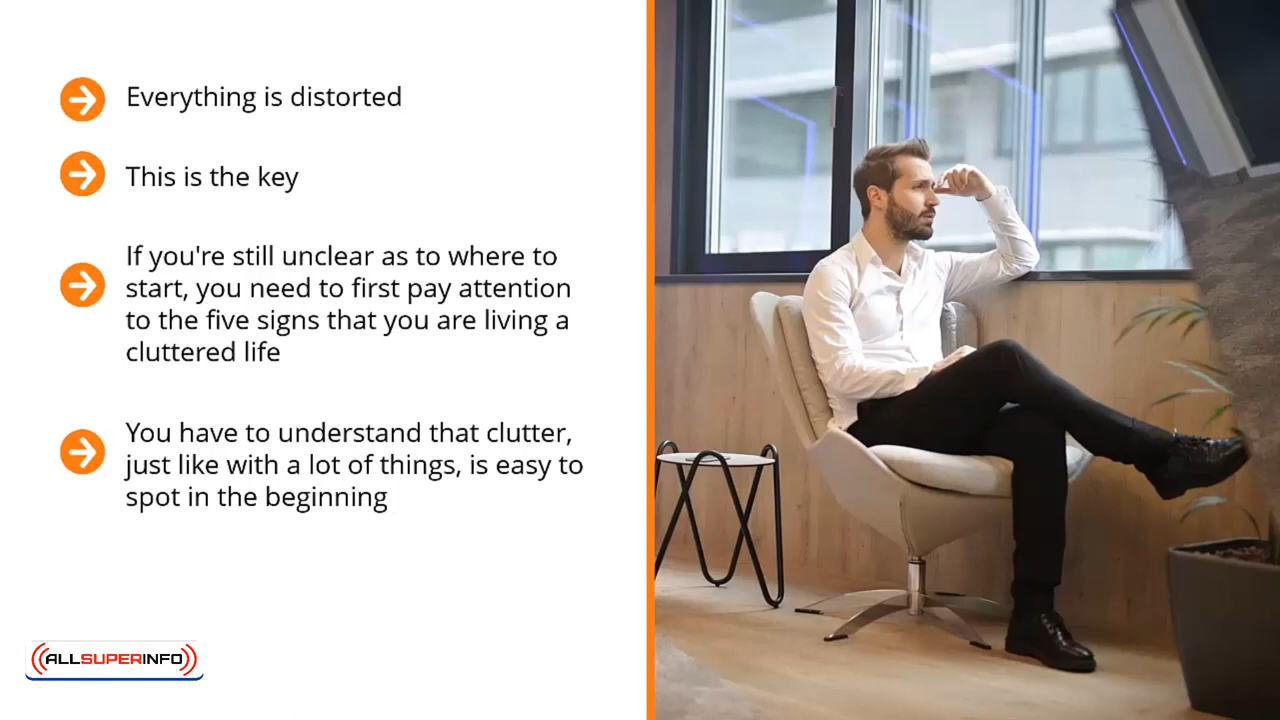 Everything is distorted
This is the key
If you're still unclear as to where to
start, you need to first pay attention
to the five signs that you are living a
cluttered life
You have to understand that clutter,
just like with a lot of things, is easy to
spot in the beginning
ALLSUPERINFO